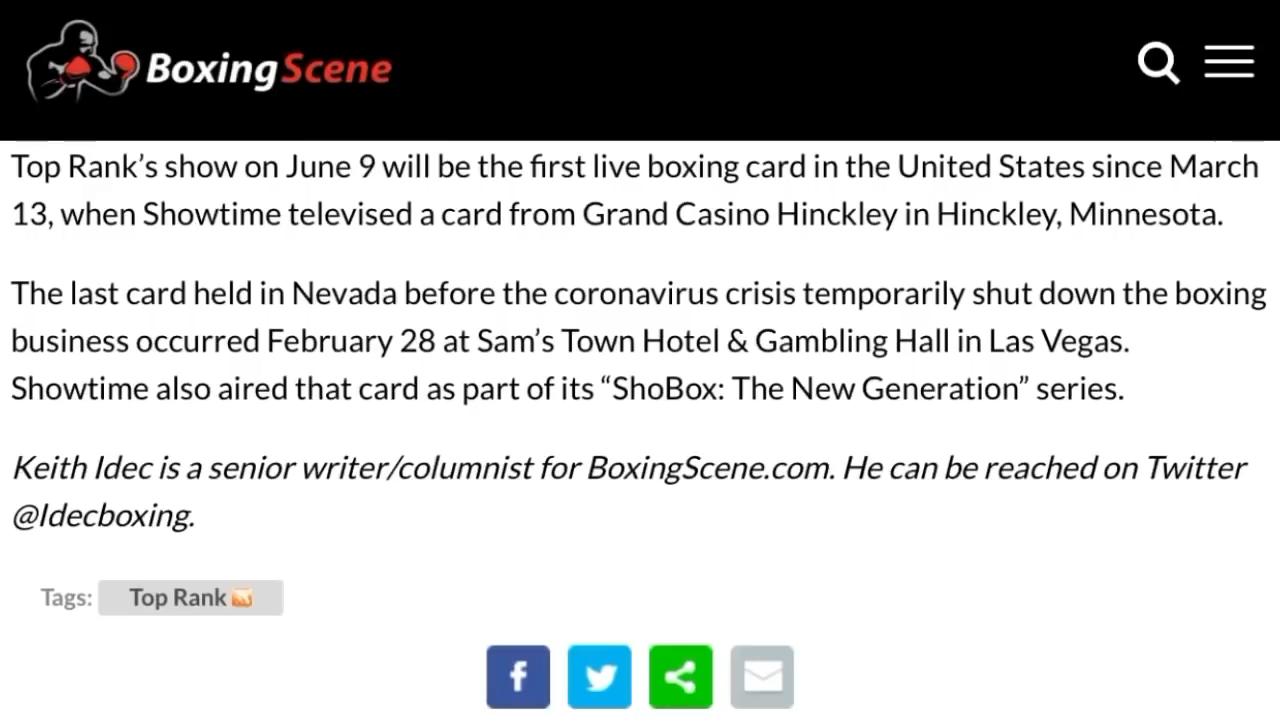 BoxingScene
Top Rank’s show on June 9 will be the first live boxing card in the United States since March
13, when Showtime televised a card from Grand Casino Hinckley in Hinckley, Minnesota.
The last card held in Nevada before the coronavirus crisis temporarily shut down the boxing
business occurred February 28 at Sam’s Town Hotel & Gambling Hall in Las Vegas.
Showtime also aired that card as part of its “ShoBox: The New Generation” series.
Keith Idec is a senior writer/columnist for BoxingScene.com. He can be reached on Twitter
@Idecboxing.
Tags: Top Rank